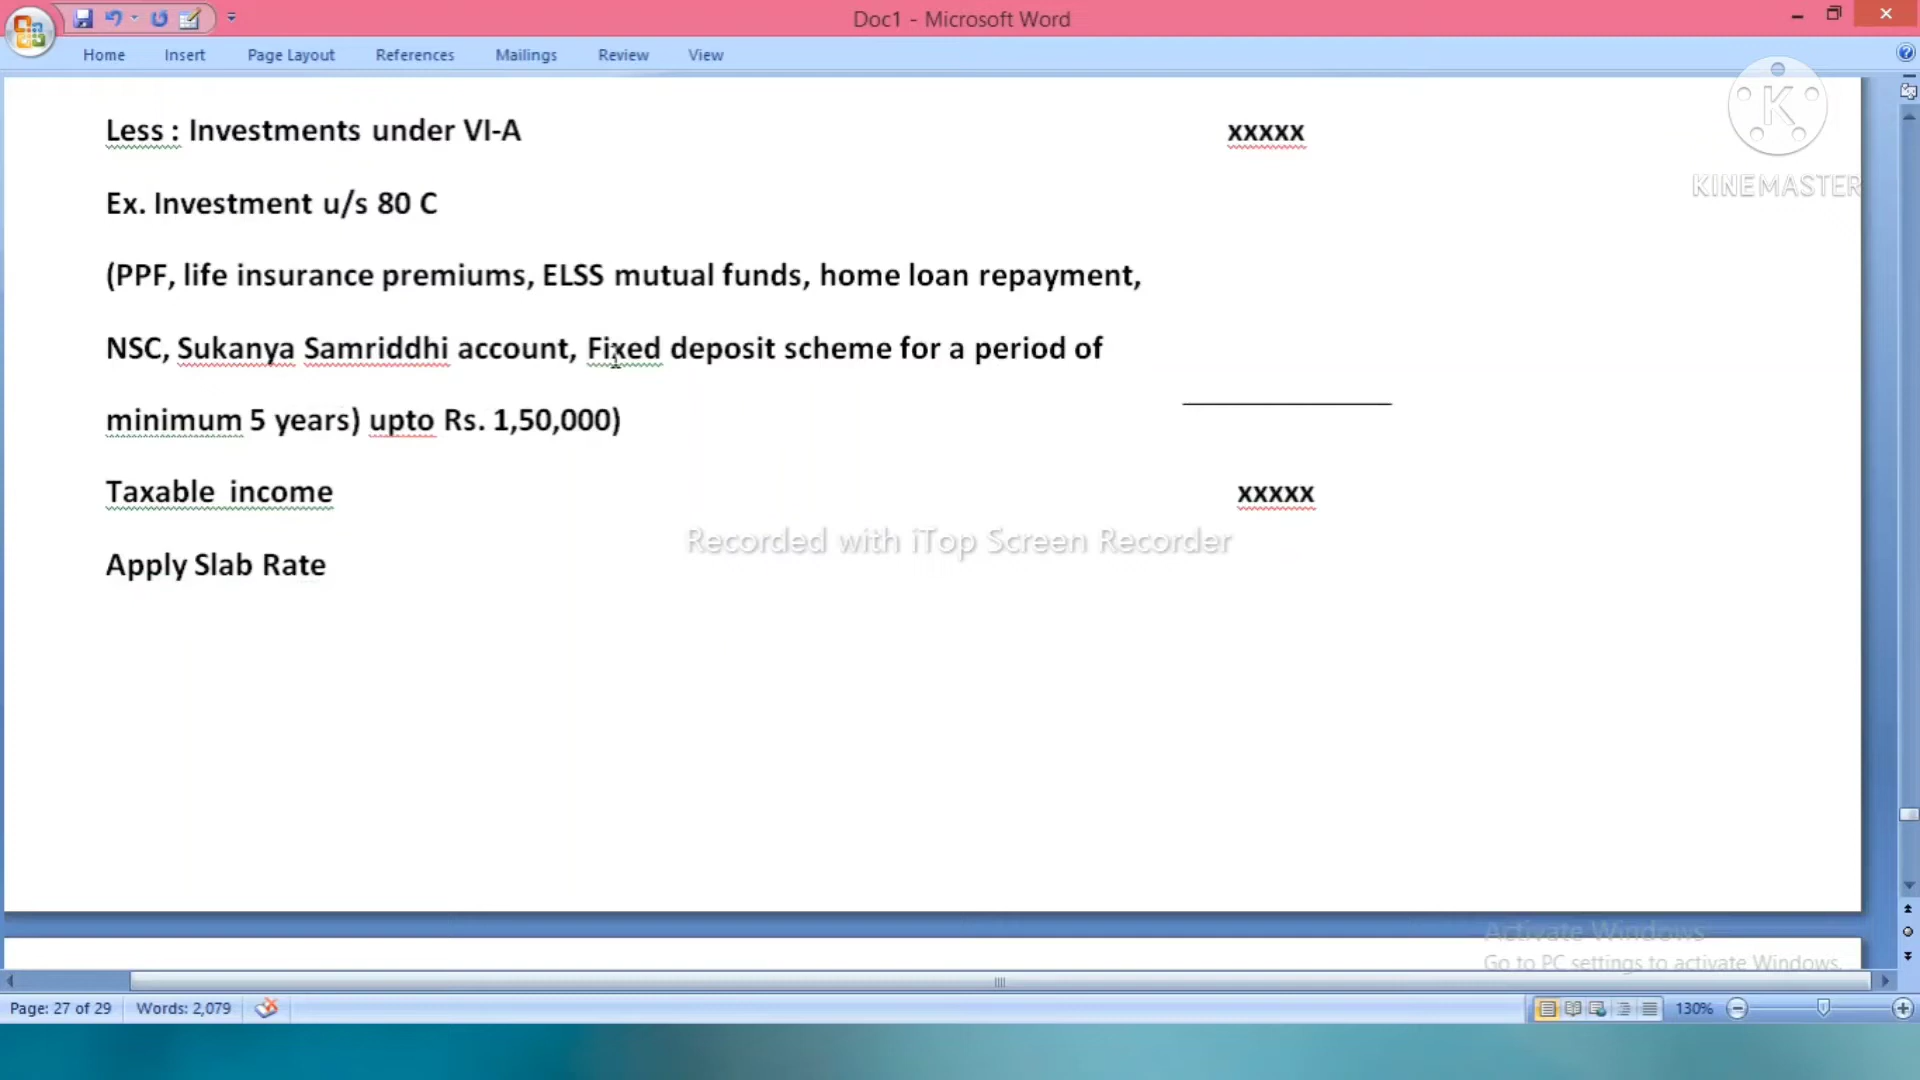 Doc1 - Microsoft Word
Home Insert Page Layout References Mailings Review View
Less : Investments under VI-A xxxxx
K
KINEMASTER
Ex. Investment u/s 80 C
(PPF, life insurance premiums, ELSS mutual funds, home loan repayment,
NSC, Sukanya Samriddhi account, Fixed deposit scheme for a period of
minimum 5 years) upto Rs. 1,50,000)
Taxable income xxxxx
Recorded with iTop Screen Recorder
Apply Slab Rate
Activate Windows
Go to PC settings to activate Windows.
Page: 27 of 29 Words: 2,079 130%